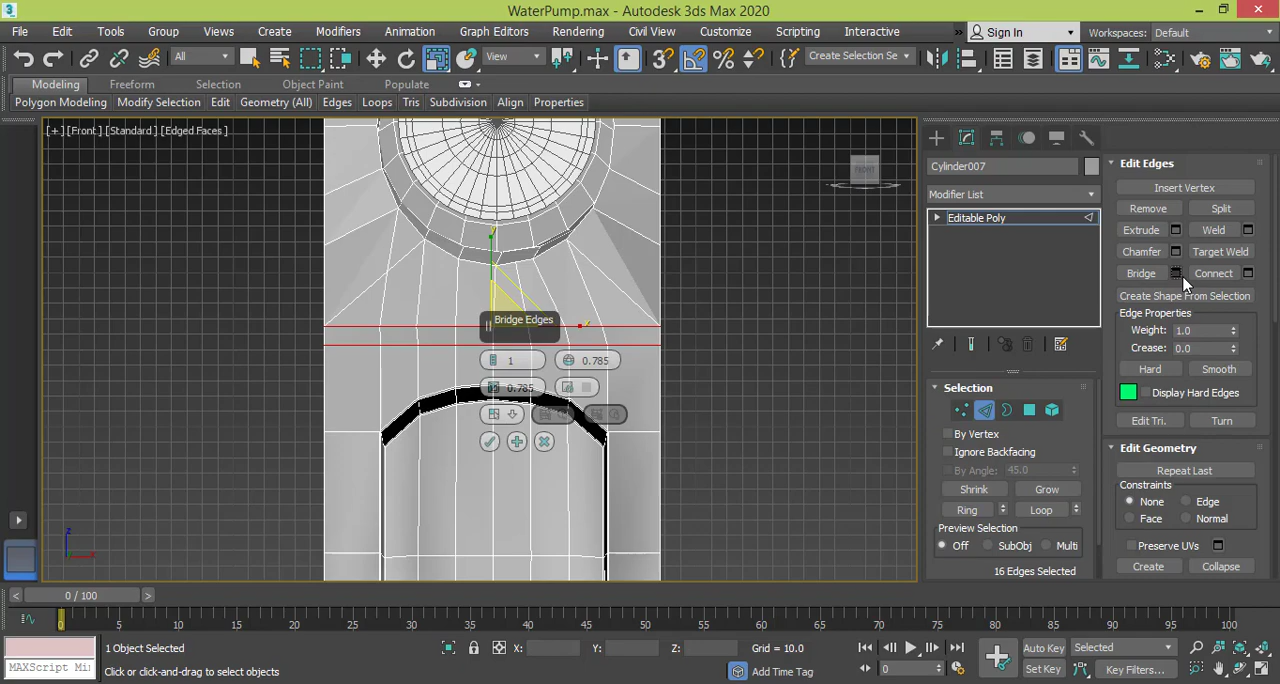 WaterPump.max - Autodesk 3ds Max 2020
File Edit Tools Group Views Create Modifiers Animation Graph Editors Rendering Civil View Customize Scripting Interactive Sign In Workspaces: Default
All View Create Selection Se
Modeling Freeform Selection Object Paint Populate
Polygon Modeling Modify Selection Edit Geometry (All) Edges Loops Tris Subdivision Align Properties
[+] [Front] [Standard] [Edged Faces]
FRONT
Cylinder007
Modifier List
Editable Poly
Edit Edges
Insert Vertex
Remove Split
Extrude Weld
Chamfer Target Weld
Bridge Connect
Create Shape From Selection
Edge Properties
Weight: 1.0
Crease: 0.0
Hard Smooth
Display Hard Edges
Edit Tri. Turn
Edit Geometry
Repeat Last
Constraints
None Edge
Face Normal
Preserve UVs
Create Collapse
Selection
By Vertex
Ignore Backfacing
By Angle: 45.0
Shrink Grow
Ring Loop
Preview Selection
Off SubObj Multi
16 Edges Selected
y
Bridge Edges
1 0.785
0.785
z
x
0 / 100
0 5 10 15 20 25 30 35 40 45 50 55 60 65 70 75 80 85 90 95 100
1 Object Selected X: Y: Z: Grid = 10.0 Auto Key Selected
MAXScript Mi Click or click-and-drag to select objects Add Time Tag 0 Set Key Key Filters...